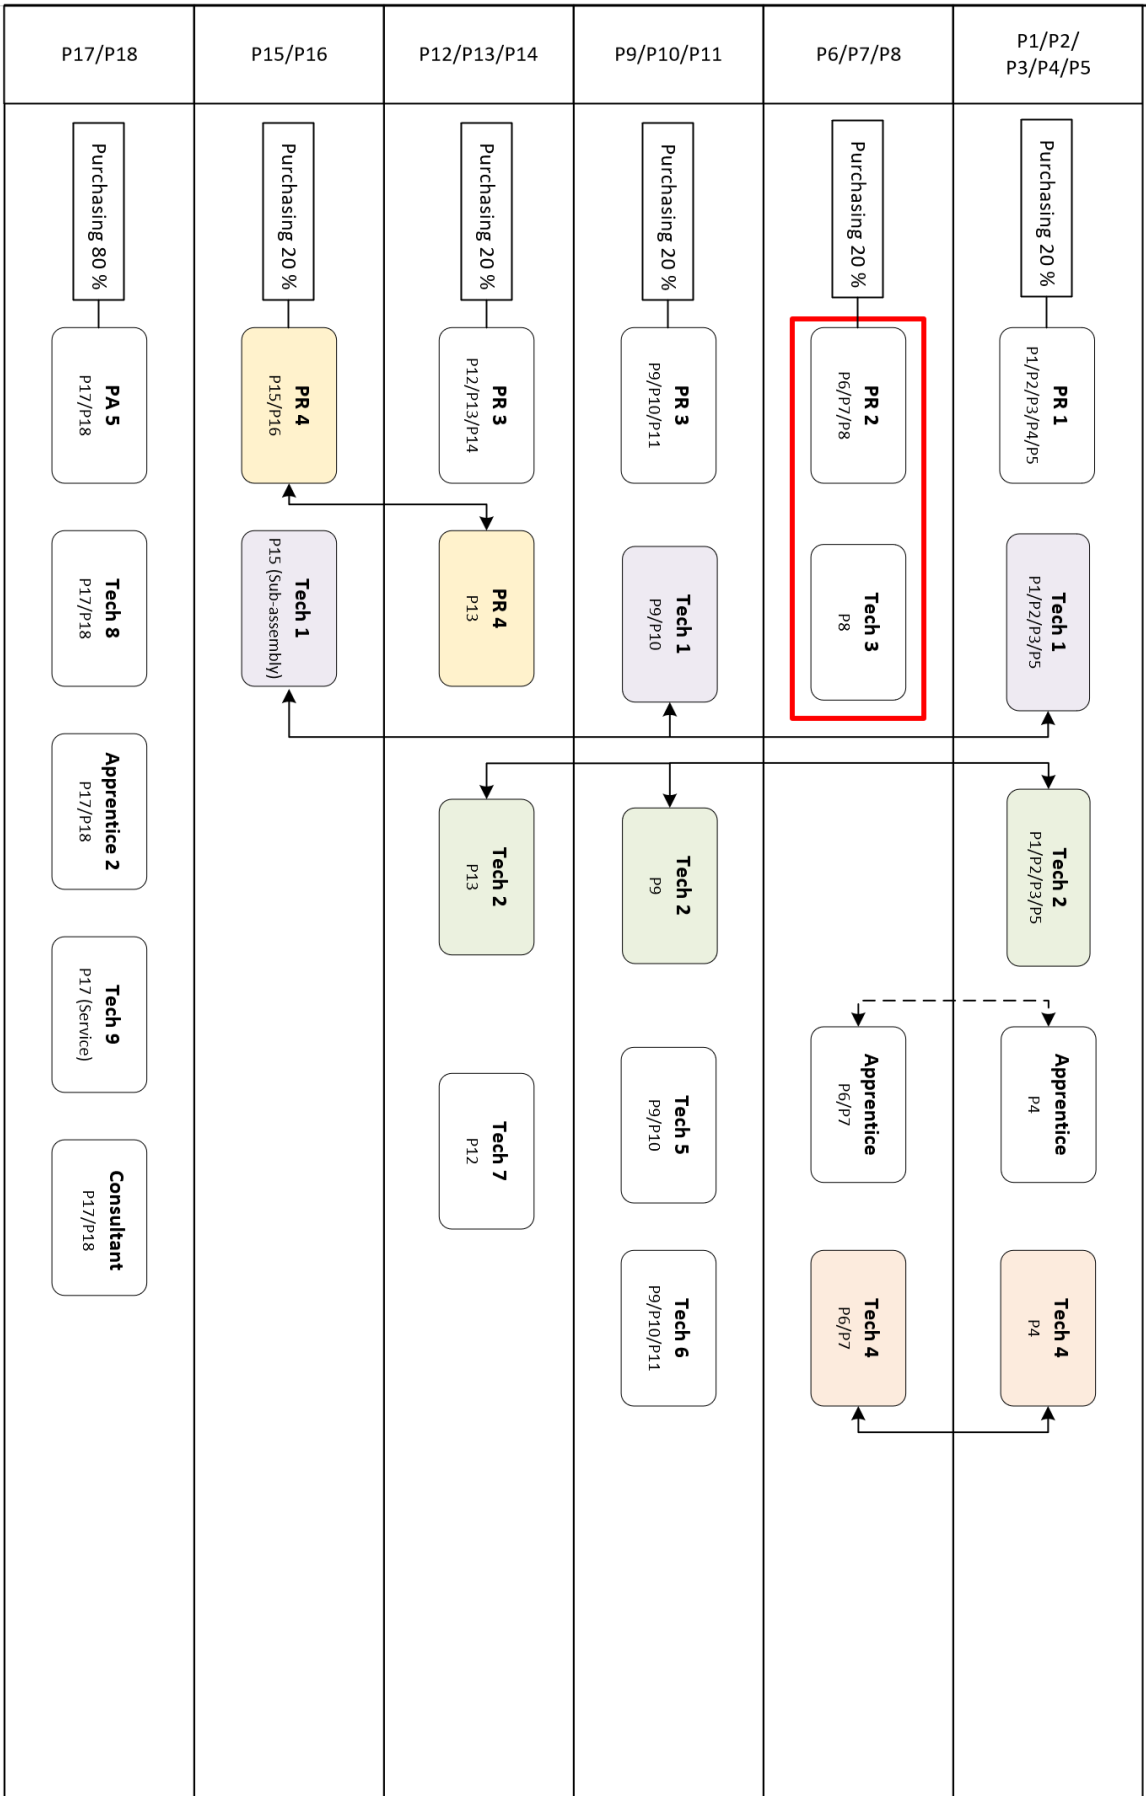 P17/P18
P15/P16
P12/P13/P14
P9/P10/P11
P6/P7/P8
P1/P2/
P3/P4/P5
Purchasing 80 %
Purchasing 20 %
Purchasing 20 %
Purchasing 20 %
Purchasing 20 %
Purchasing 20 %
PA 5
P17/P18
PR 4
P15/P16
PR 3
P12/P13/P14
PR 3
P9/P10/P11
PR 2
P6/P7/P8
PR 1
P1/P2/P3/P4/P5
Tech 8
P17/P18
Tech 1
P15 (Sub-assembly)
PR 4
P13
Tech 1
P9/P10
Tech 3
P8
Tech 1
P1/P2/P3/P5
Apprentice 2
P17/P18
Tech 2
P13
Tech 2
P9
Tech 2
P1/P2/P3/P5
Tech 9
P17 (Service)
Tech 7
P12
Tech 5
P9/P10
Apprentice
P6/P7
Apprentice
P4
Consultant
P17/P18
Tech 6
P9/P10/P11
Tech 4
P6/P7
Tech 4
P4